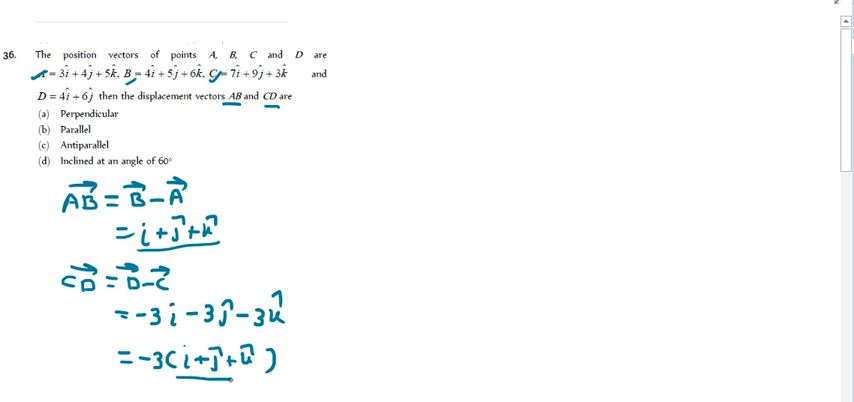 36. The position vectors of points A, B, C and D are
A = 3î + 4ĵ + 5k̂, B = 4î + 5ĵ + 6k̂, C = 7î + 9ĵ + 3k̂ and
D = 4î + 6ĵ then the displacement vectors AB and CD are
(a) Perpendicular
(b) Parallel
(c) Antiparallel
(d) Inclined at an angle of 60°
AB⃗ = B⃗ - A⃗
= i + ĵ + k̂
CD⃗ = D⃗ - C⃗
= -3i - 3ĵ - 3k̂
= -3(i + ĵ + k̂)